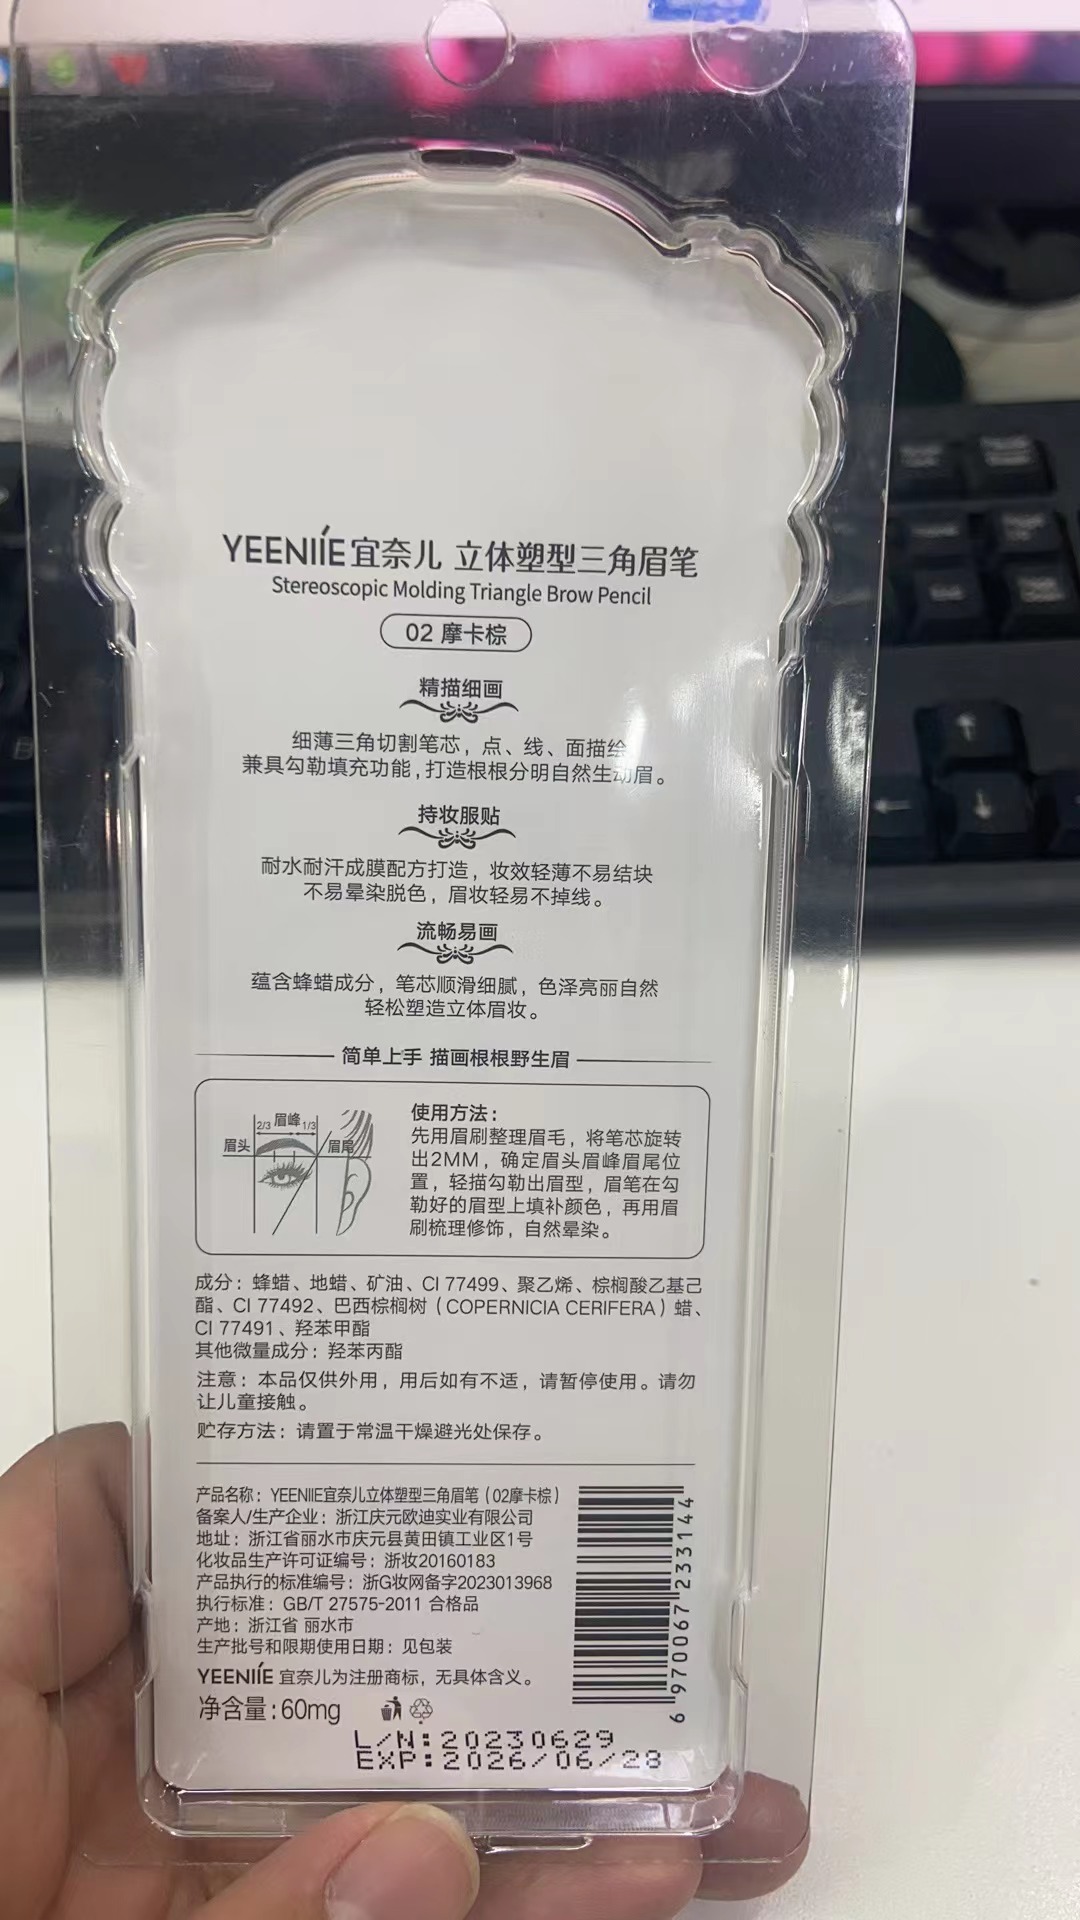 YEENIIE宜奈儿 立体塑型三角眉笔
Stereoscopic Molding Triangle Brow Pencil
02 摩卡棕
精描细画
细薄三角切割笔芯，点、线、面描绘
兼具勾勒填充功能，打造根根分明自然生动眉。
持妆服贴
耐水耐汗成膜配方打造，妆效轻薄不易结块
不易晕染脱色，眉妆轻易不掉线。
流畅易画
蕴含蜂蜡成分，笔芯顺滑细腻，色泽亮丽自然
轻松塑造立体眉妆。
简单上手 描画根根野生眉
眉头
2/3 眉峰 1/3
眉尾
使用方法：
先用眉刷整理眉毛，将笔芯旋转
出2MM，确定眉头眉峰眉尾位
置，轻描勾勒出眉型，眉笔在勾
勒好的眉型上填补颜色，再用眉
刷梳理修饰，自然晕染。
成分：蜂蜡、地蜡、矿油、CI 77499、聚乙烯、棕榈酸乙基己
酯、CI 77492、巴西棕榈树（COPERNICIA CERIFERA）蜡、
CI 77491、羟苯甲酯
其他微量成分：羟苯丙酯
注意：本品仅供外用，用后如有不适，请暂停使用。请勿
让儿童接触。
贮存方法：请置于常温干燥避光处保存。
产品名称：YEENIIE宜奈儿立体塑型三角眉笔（02摩卡棕）
备案人/生产企业：浙江庆元欧迪实业有限公司
地址：浙江省丽水市庆元县黄田镇工业区1号
化妆品生产许可证编号：浙妆20160183
产品执行的标准编号：浙G妆网备字2023013968
执行标准：GB/T 27575-2011 合格品
产地：浙江省 丽水市
生产批号和限期使用日期：见包装
YEENIIE 宜奈儿为注册商标，无具体含义。
净含量：60mg
6 970067 233144
L/N:20230629
EXP:2026/06/28